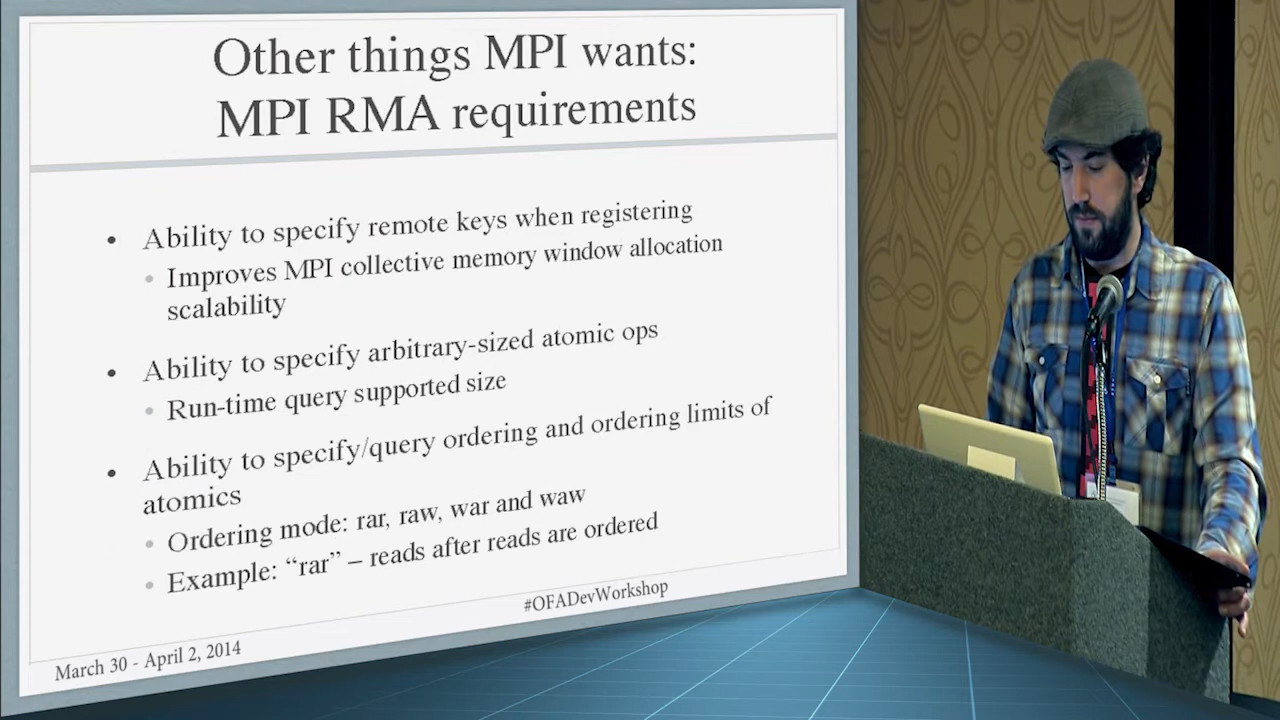 Other things MPI wants:
MPI RMA requirements
• Ability to specify remote keys when registering
• Improves MPI collective memory window allocation
scalability
• Ability to specify arbitrary-sized atomic ops
• Run-time query supported size
• Ability to specify/query ordering and ordering limits of
atomics
• Ordering mode: rar, raw, war and waw
• Example: “rar” – reads after reads are ordered
March 30 - April 2, 2014
#OFADevWorkshop